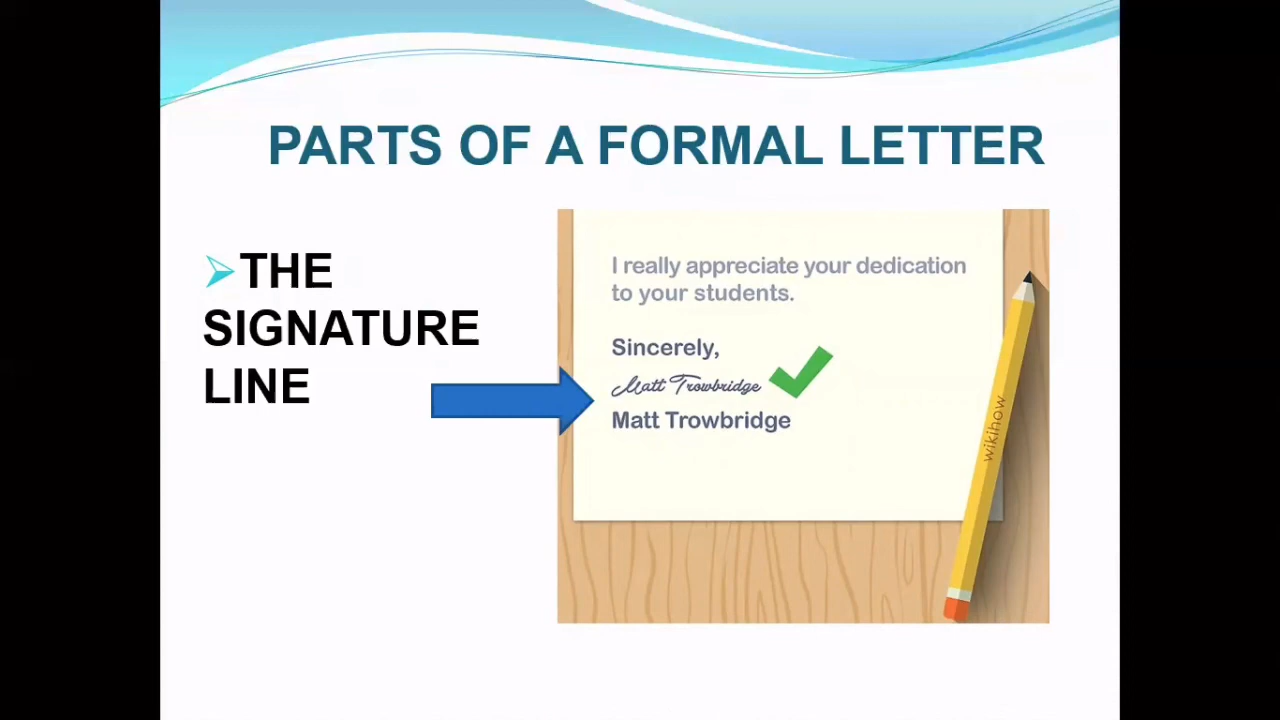 PARTS OF A FORMAL LETTER
THE
SIGNATURE
LINE
I really appreciate your dedication
to your students.
Sincerely,
Matt Trowbridge
Matt Trowbridge
wikihow